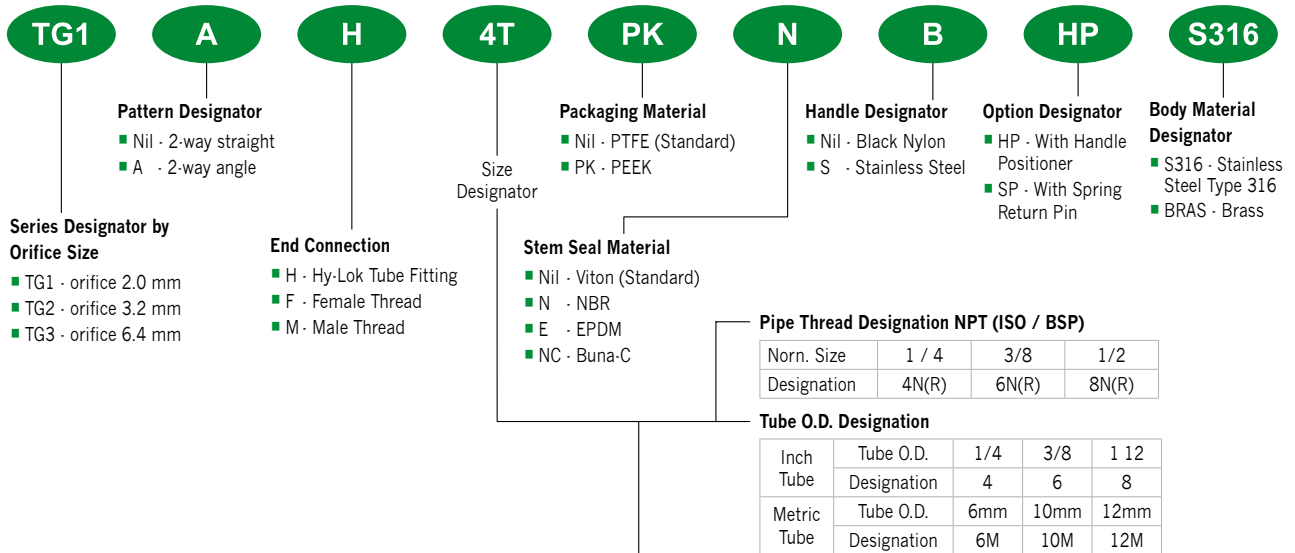 TG1 A H 4T PK N B HP S316
Pattern Designator
Nil - 2-way straight
A - 2-way angle
Series Designator by
Orifice Size
TG1 - orifice 2.0 mm
TG2 - orifice 3.2 mm
TG3 - orifice 6.4 mm
End Connection
H - Hy-Lok Tube Fitting
F - Female Thread
M - Male Thread
Size
Designator
Packaging Material
Nil - PTFE (Standard)
PK - PEEK
Stem Seal Material
Nil - Viton (Standard)
N - NBR
E - EPDM
NC - Buna-C
Handle Designator
Nil - Black Nylon
S - Stainless Steel
Option Designator
HP - With Handle
Positioner
SP - With Spring
Return Pin
Body Material
Designator
S316 - Stainless
Steel Type 316
BRAS - Brass
Pipe Thread Designation NPT (ISO / BSP)
Norn. Size 1 / 4 3/8 1/2
Designation 4N(R) 6N(R) 8N(R)
Tube O.D. Designation
Inch
Tube
Tube O.D. 1/4 3/8 1 12
Designation 4 6 8
Metric
Tube
Tube O.D. 6mm 10mm 12mm
Designation 6M 10M 12M